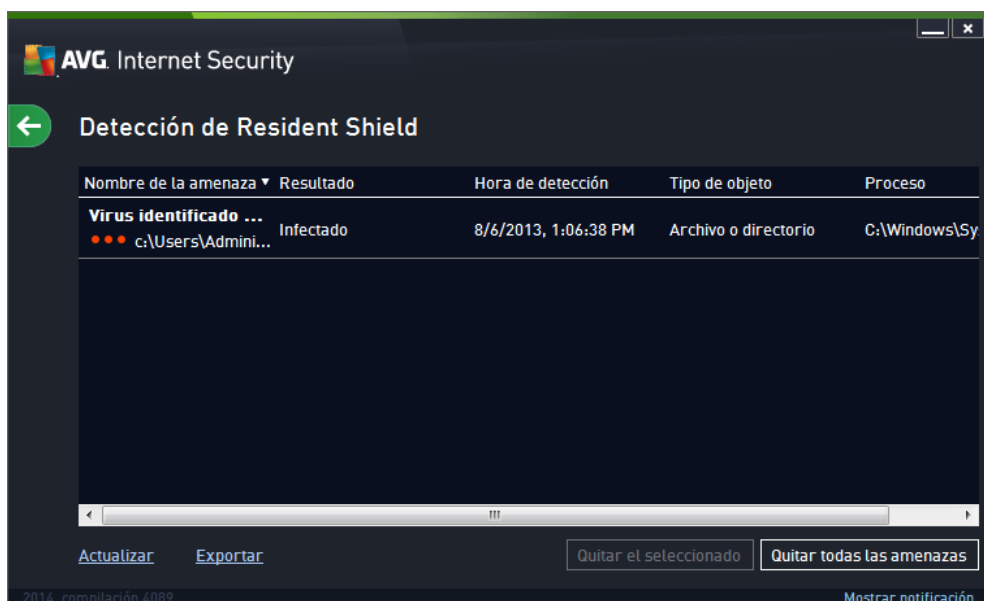 AVG. Internet Security
Detección de Resident Shield
Nombre de la amenaza ▼ Resultado Hora de detección Tipo de objeto Proceso
Virus identificado ...
Infectado 8/6/2013, 1:06:38 PM Archivo o directorio C:\Windows\Sy
c:\Users\Admini...
Actualizar Exportar Quitar el seleccionado Quitar todas las amenazas
2014 compilación 4089 Mostrar notificación